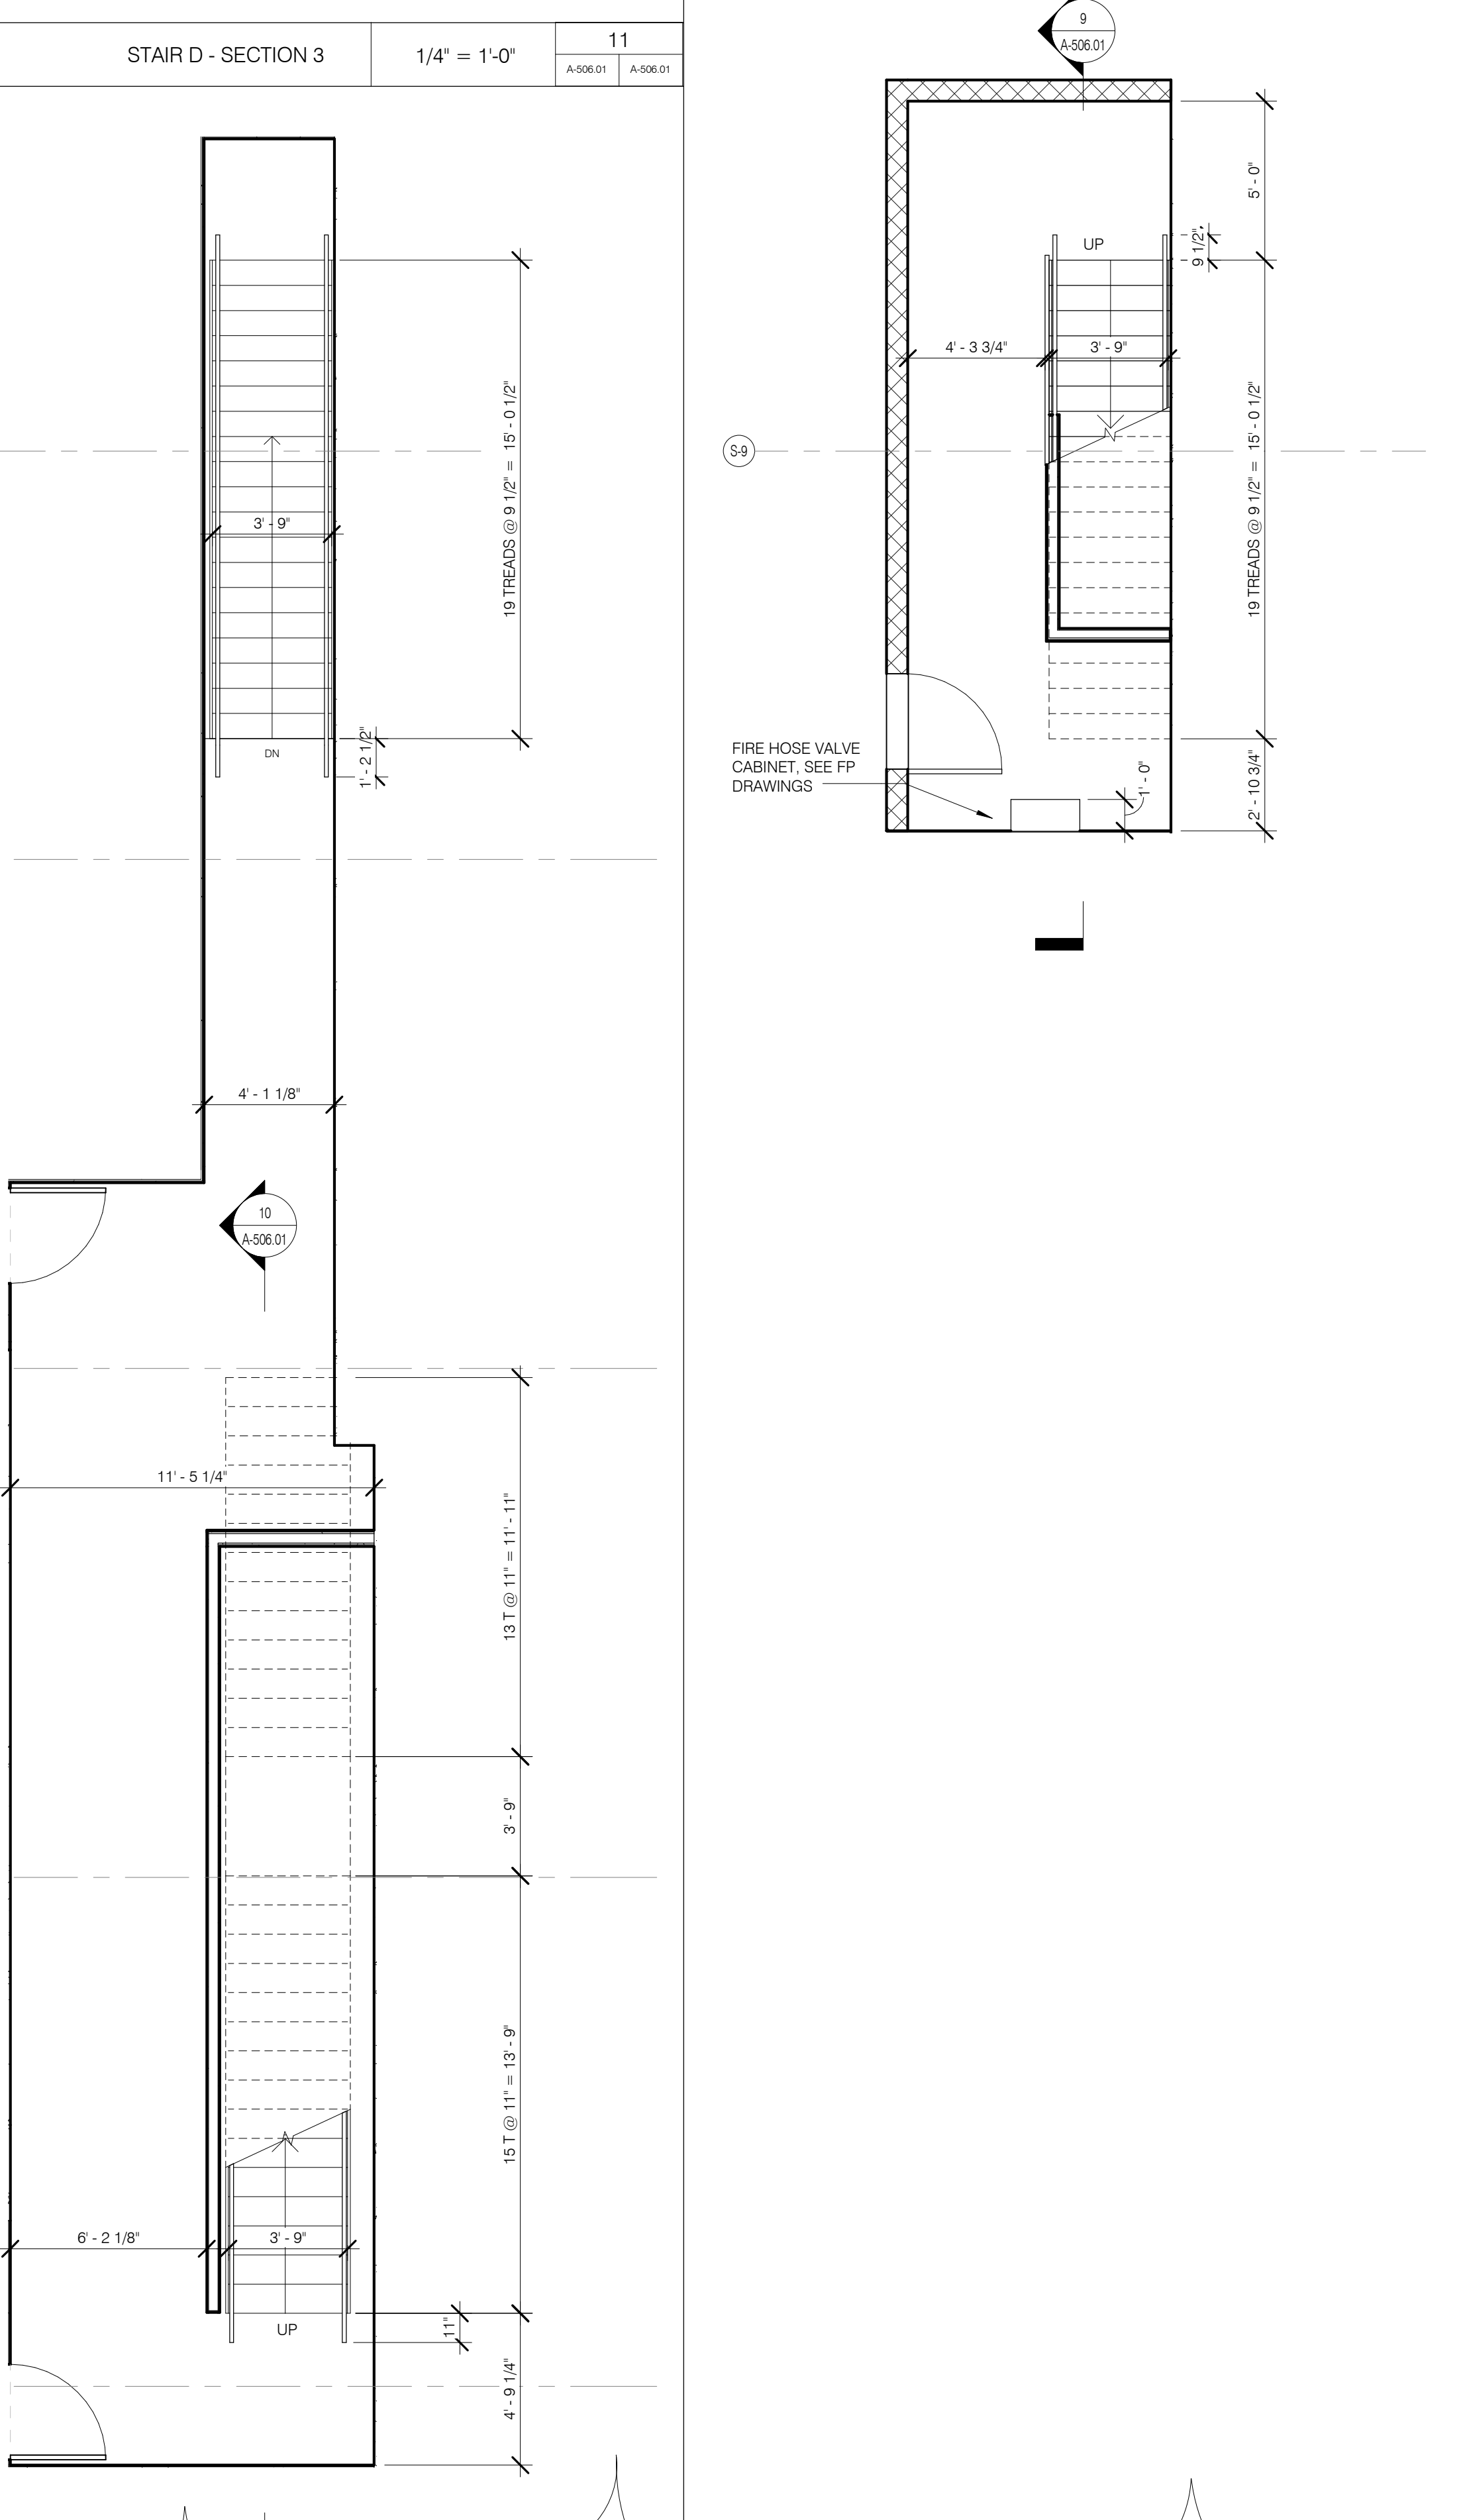 STAIR D - SECTION 3
1/4" = 1'-0"
11
A-506.01
A-506.01
19 TREADS @ 9 1/2" = 15' - 0 1/2"
3' - 9"
DN
1' - 2 1/2"
4' - 1 1/8"
10
A-506.01
11' - 5 1/4"
13 T @ 11" = 11' - 11"
3' - 9"
15 T @ 11" = 13' - 9"
6' - 2 1/8"
3' - 9"
UP
11"
4' - 9 1/4"
9
A-506.01
5' - 0"
UP
9 1/2"
4' - 3 3/4"
3' - 9"
S-9
19 TREADS @ 9 1/2" = 15' - 0 1/2"
FIRE HOSE VALVE
CABINET, SEE FP
DRAWINGS
1' - 0"
2' - 10 3/4"